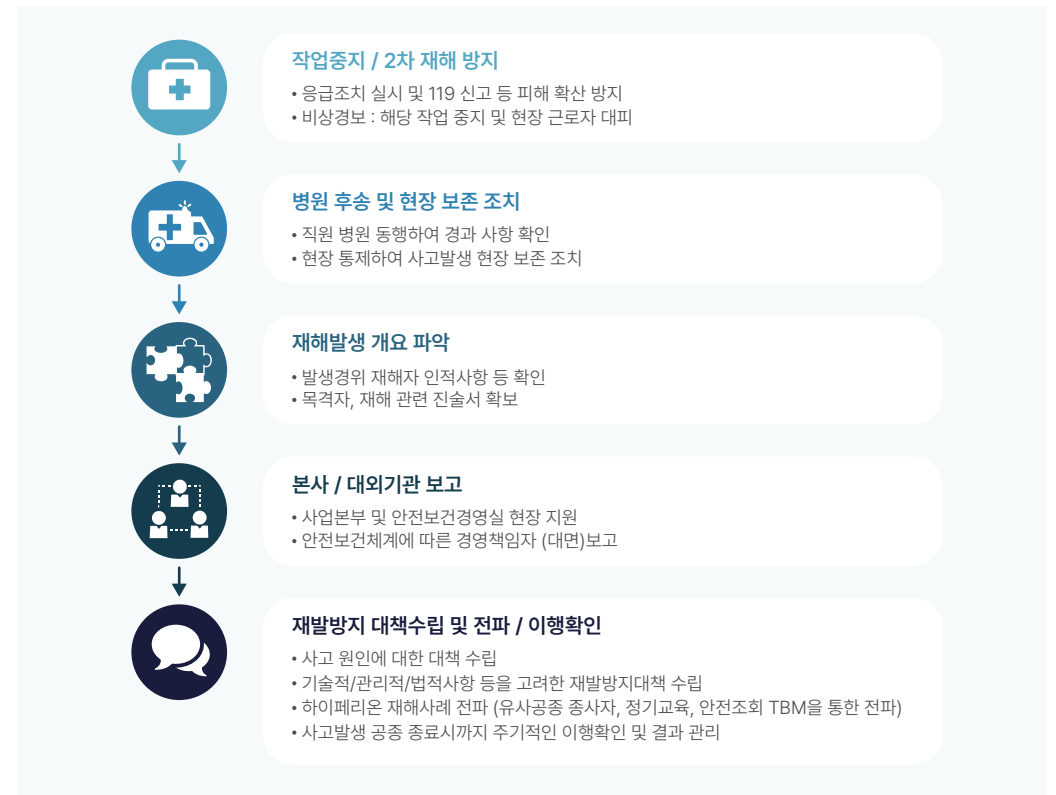 작업중지 / 2차 재해 방지
• 응급조치 실시 및 119 신고 등 피해 확산 방지
• 비상경보 : 해당 작업 중지 및 현장 근로자 대피
병원 후송 및 현장 보존 조치
• 직원 병원 동행하여 경과 사항 확인
• 현장 통제하여 사고발생 현장 보존 조치
재해발생 개요 파악
• 발생경위 재해자 인적사항 등 확인
• 목격자, 재해 관련 진술서 확보
본사 / 대외기관 보고
• 사업본부 및 안전보건경영실 현장 지원
• 안전보건체계에 따른 경영책임자 (대면)보고
재발방지 대책수립 및 전파 / 이행확인
• 사고 원인에 대한 대책 수립
• 기술적/관리적/법적사항 등을 고려한 재발방지대책 수립
• 하이페리온 재해사례 전파 (유사공종 종사자, 정기교육, 안전조회 TBM을 통한 전파)
• 사고발생 공종 종료시까지 주기적인 이행확인 및 결과 관리